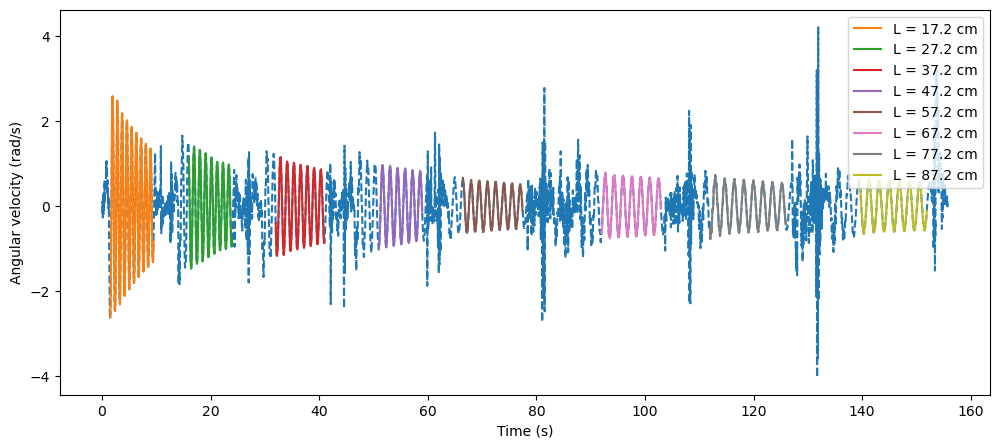 4
2
0
−2
−4
Angular velocity (rad/s)
0 20 40 60 80 100 120 140 160
Time (s)
L = 17.2 cm
L = 27.2 cm
L = 37.2 cm
L = 47.2 cm
L = 57.2 cm
L = 67.2 cm
L = 77.2 cm
L = 87.2 cm